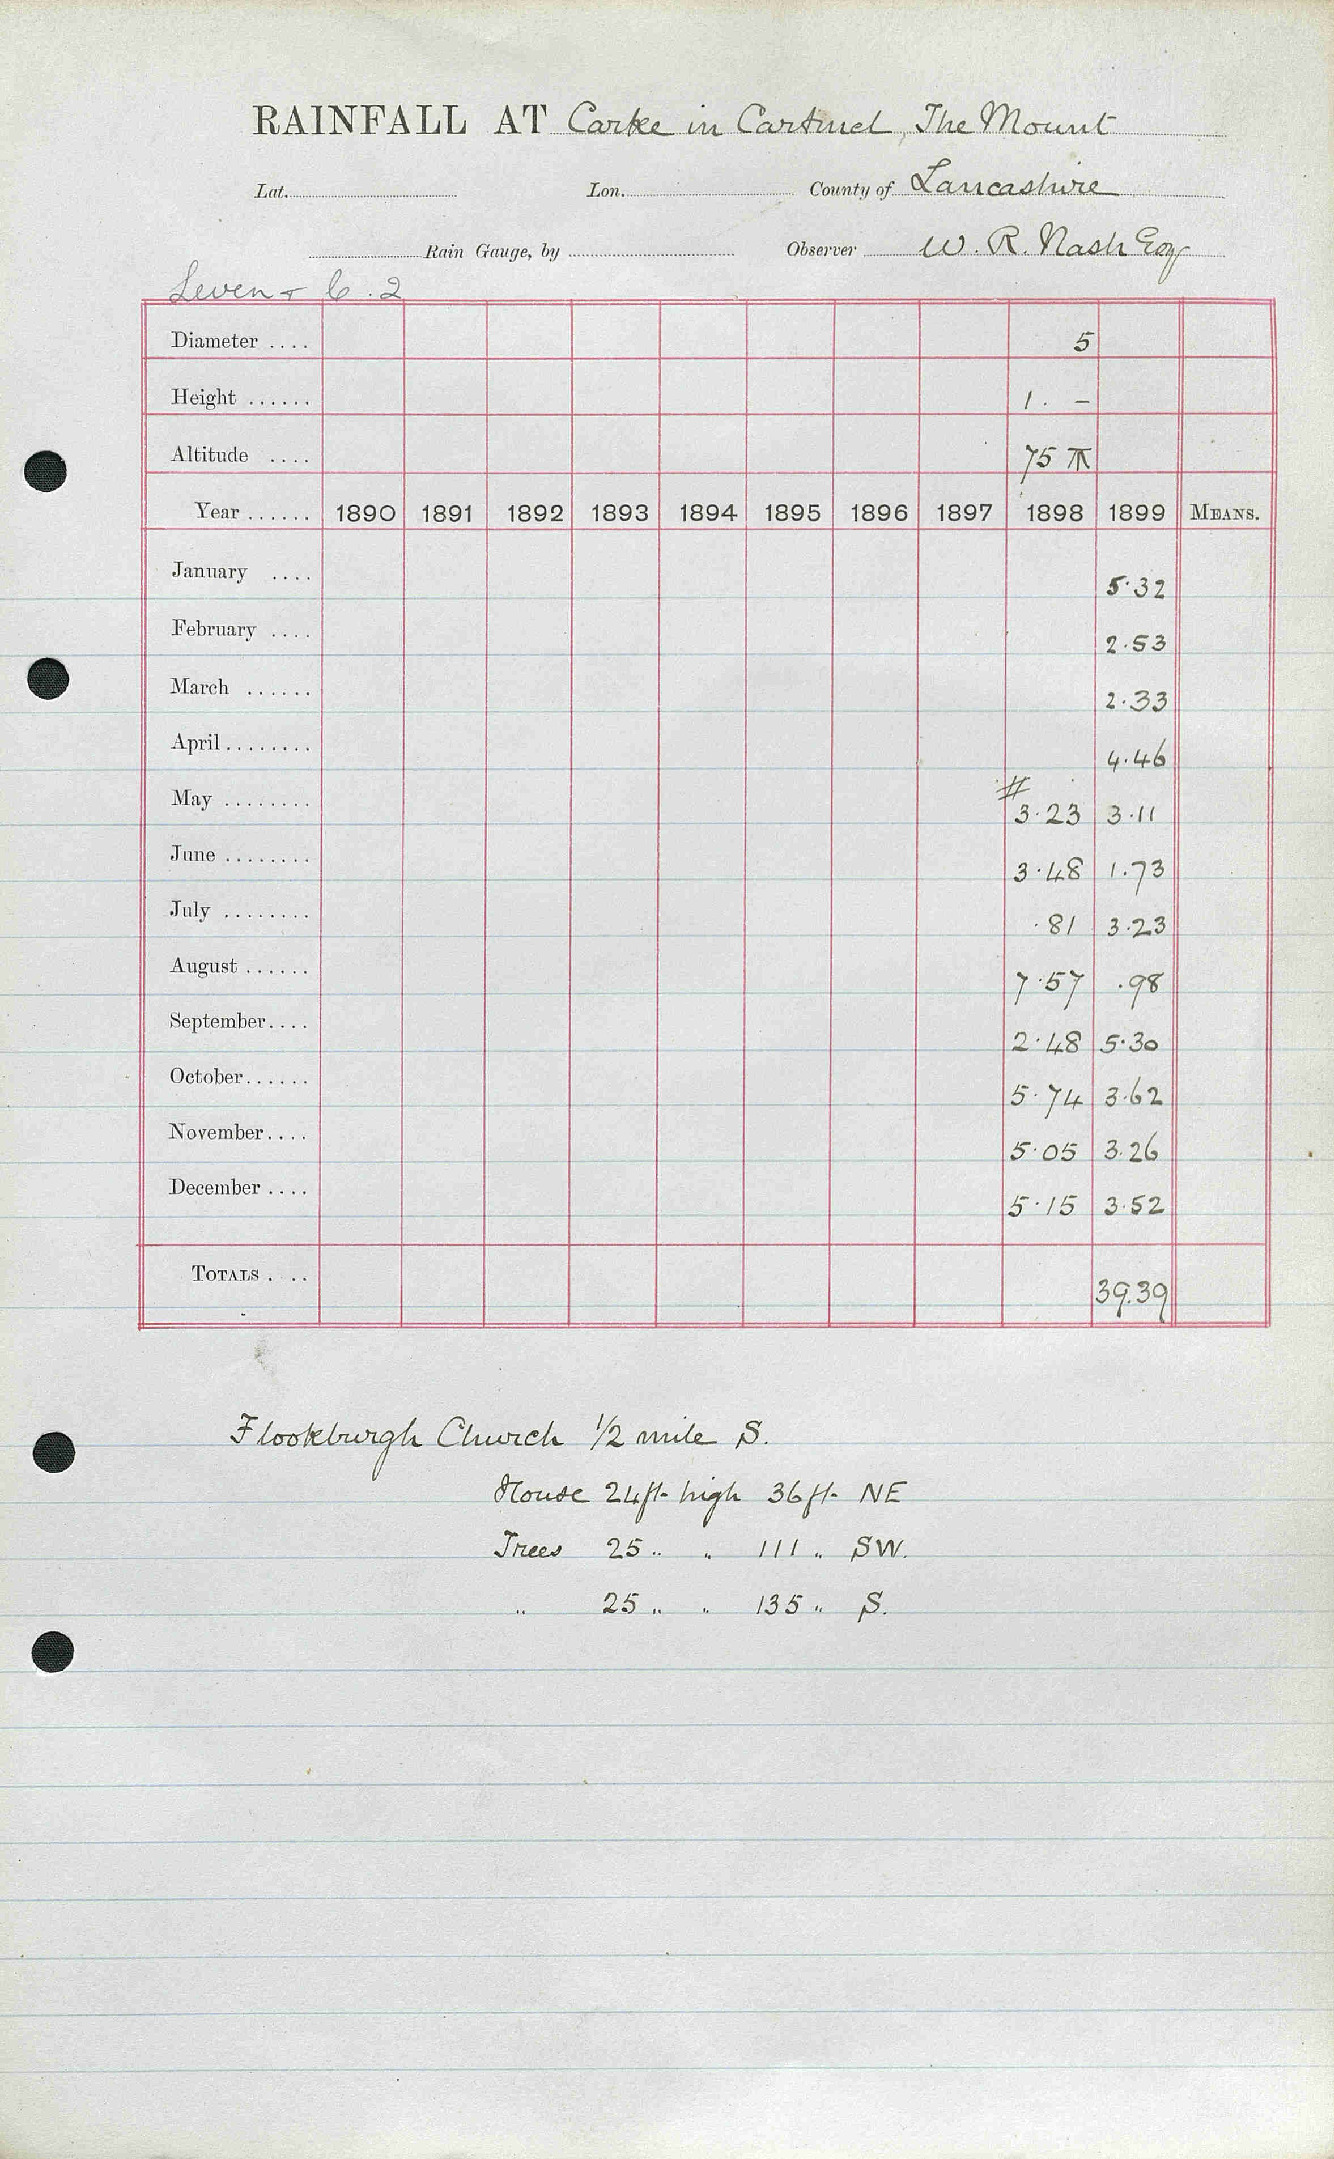 RAINFALL AT Carke in Cartmel, The Mount
Lat. Lon. County of Lancashire
Rain Gauge, by Observer W. R. Nash Esq
Leven & C. 2
Diameter .... 5
Height ...... 1. –
Altitude .... 75
Year ...... 1890 1891 1892 1893 1894 1895 1896 1897 1898 1899 MEANS.
January .... 5.32
February .... 2.53
March ...... 2.33
April ........ 4.46
#
May ........ 3.23 3.11
June ........ 3.48 1.73
July ........ .81 3.23
August ...... 7.57 .98
September.... 2.48 5.30
October...... 5.74 3.62
November.... 5.05 3.26
December .... 5.15 3.52
TOTALS . .. 39.39
Flookburgh Church 1/2 mile S.
House 24ft. high 36ft. NE
Trees 25 " " 111 " SW.
" 25 " " 135 " S.